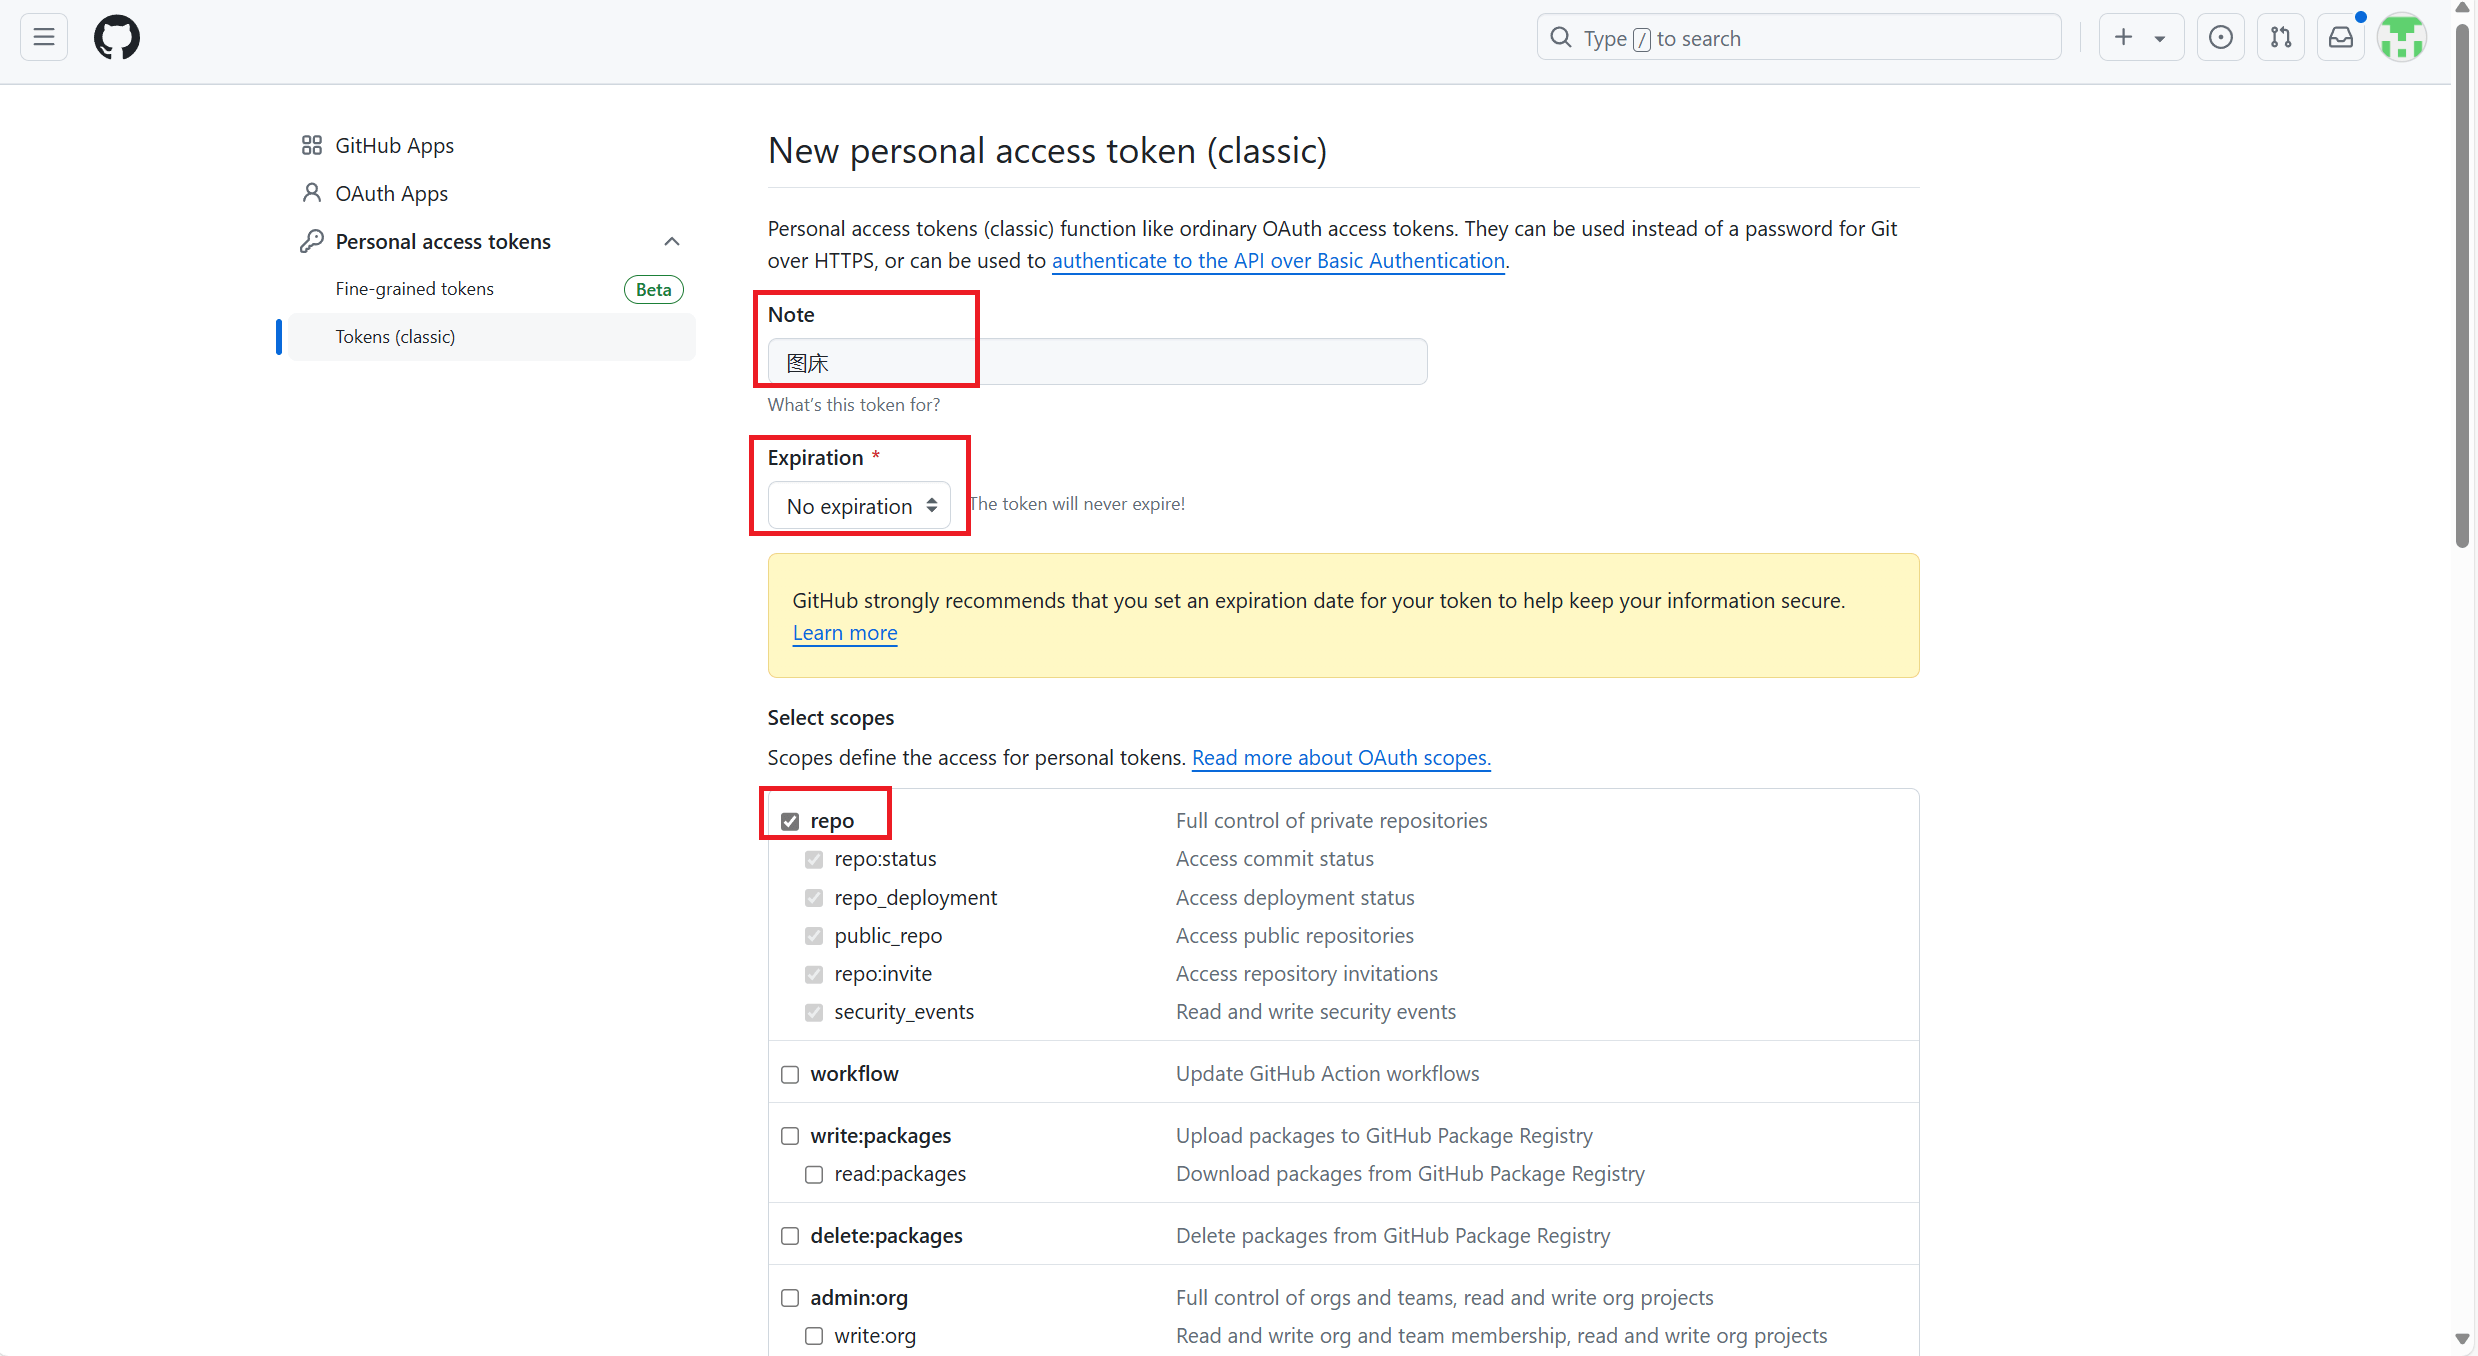 Type / to search
GitHub Apps
OAuth Apps
Personal access tokens
Fine-grained tokens Beta
Tokens (classic)
New personal access token (classic)
Personal access tokens (classic) function like ordinary OAuth access tokens. They can be used instead of a password for Git
over HTTPS, or can be used to authenticate to the API over Basic Authentication.
Note
图床
What's this token for?
Expiration *
No expiration The token will never expire!
GitHub strongly recommends that you set an expiration date for your token to help keep your information secure.
Learn more
Select scopes
Scopes define the access for personal tokens. Read more about OAuth scopes.
repo Full control of private repositories
repo:status Access commit status
repo_deployment Access deployment status
public_repo Access public repositories
repo:invite Access repository invitations
security_events Read and write security events
workflow Update GitHub Action workflows
write:packages Upload packages to GitHub Package Registry
read:packages Download packages from GitHub Package Registry
delete:packages Delete packages from GitHub Package Registry
admin:org Full control of orgs and teams, read and write org projects
write:org Read and write org and team membership, read and write org projects